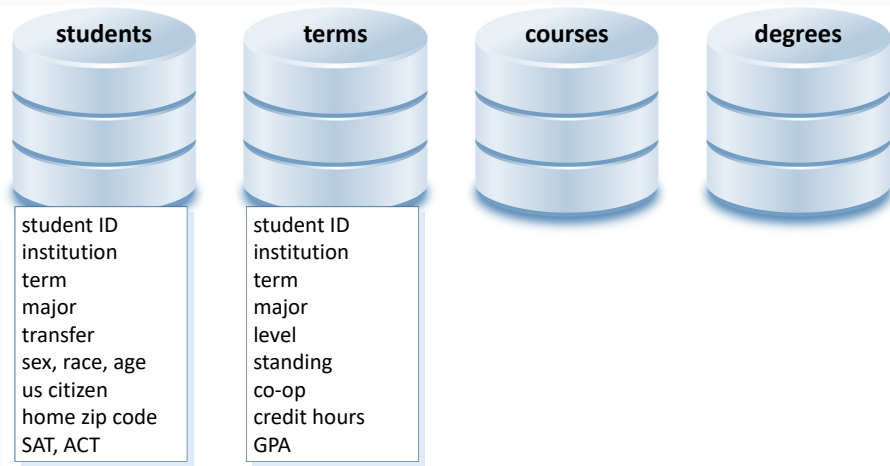 students
terms
courses
degrees
student ID
institution
term
major
transfer
sex, race, age
us citizen
home zip code
SAT, ACT
student ID
institution
term
major
level
standing
co-op
credit hours
GPA